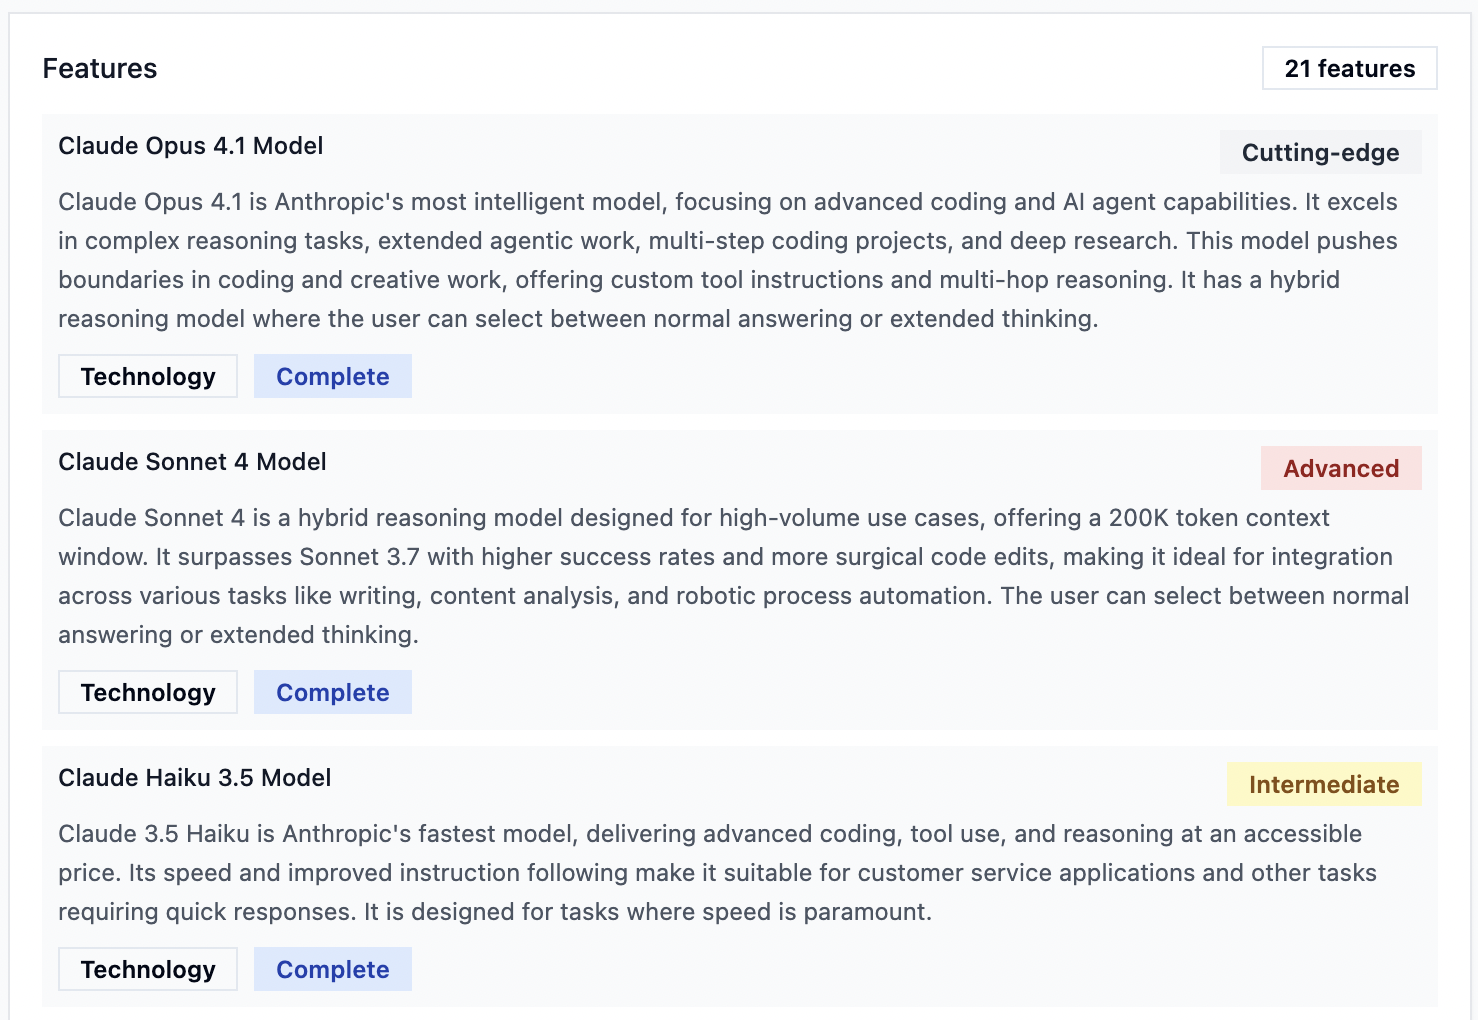 Features
21 features
Claude Opus 4.1 Model
Cutting-edge
Claude Opus 4.1 is Anthropic's most intelligent model, focusing on advanced coding and AI agent capabilities. It excels
in complex reasoning tasks, extended agentic work, multi-step coding projects, and deep research. This model pushes
boundaries in coding and creative work, offering custom tool instructions and multi-hop reasoning. It has a hybrid
reasoning model where the user can select between normal answering or extended thinking.
Technology
Complete
Claude Sonnet 4 Model
Advanced
Claude Sonnet 4 is a hybrid reasoning model designed for high-volume use cases, offering a 200K token context
window. It surpasses Sonnet 3.7 with higher success rates and more surgical code edits, making it ideal for integration
across various tasks like writing, content analysis, and robotic process automation. The user can select between normal
answering or extended thinking.
Technology
Complete
Claude Haiku 3.5 Model
Intermediate
Claude 3.5 Haiku is Anthropic's fastest model, delivering advanced coding, tool use, and reasoning at an accessible
price. Its speed and improved instruction following make it suitable for customer service applications and other tasks
requiring quick responses. It is designed for tasks where speed is paramount.
Technology
Complete